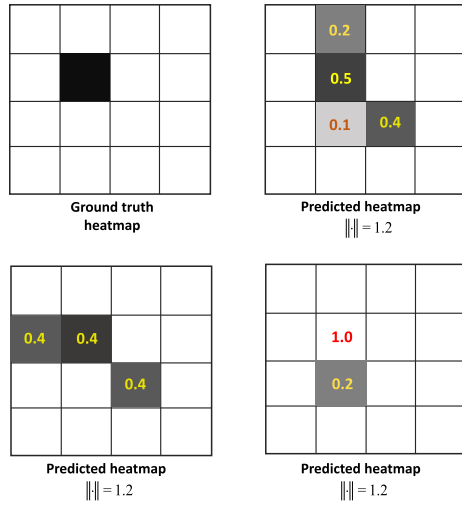 0.2
0.5
0.1 0.4
Ground truth
heatmap
Predicted heatmap
‖·‖ = 1.2
0.4 0.4
0.4
Predicted heatmap
‖·‖ = 1.2
1.0
0.2
Predicted heatmap
‖·‖ = 1.2